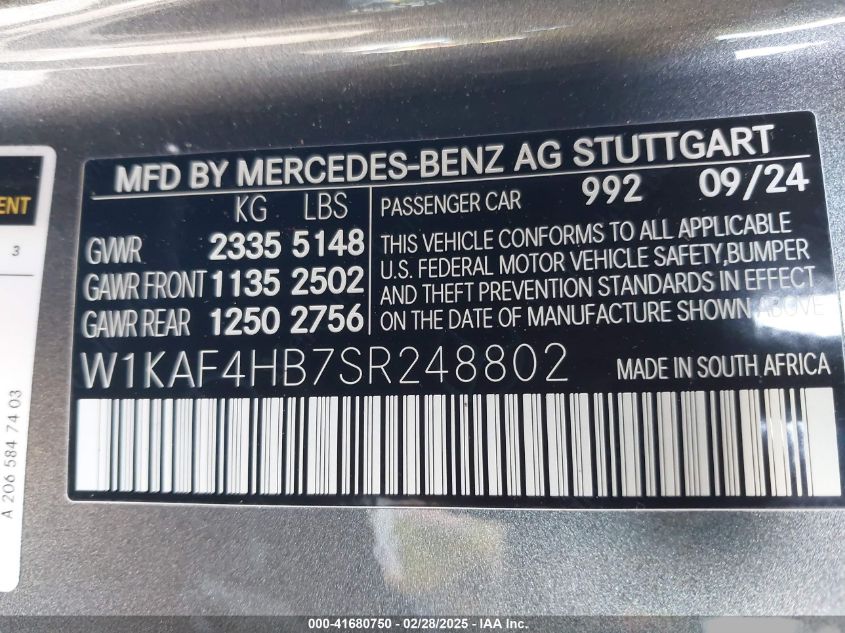 MFD BY MERCEDES-BENZ AG STUTTGART
KG LBS
GVWR 2335 5148
GAWR FRONT 1135 2502
GAWR REAR 1250 2756
PASSENGER CAR 992 09/24
THIS VEHICLE CONFORMS TO ALL APPLICABLE
U.S. FEDERAL MOTOR VEHICLE SAFETY,BUMPER
AND THEFT PREVENTION STANDARDS IN EFFECT
ON THE DATE OF MANUFACTURE SHOWN ABOVE
W1KAF4HB7SR248802 MADE IN SOUTH AFRICA
3
A 206 584 74 03
000-41680750 - 02/28/2025 - IAA Inc.